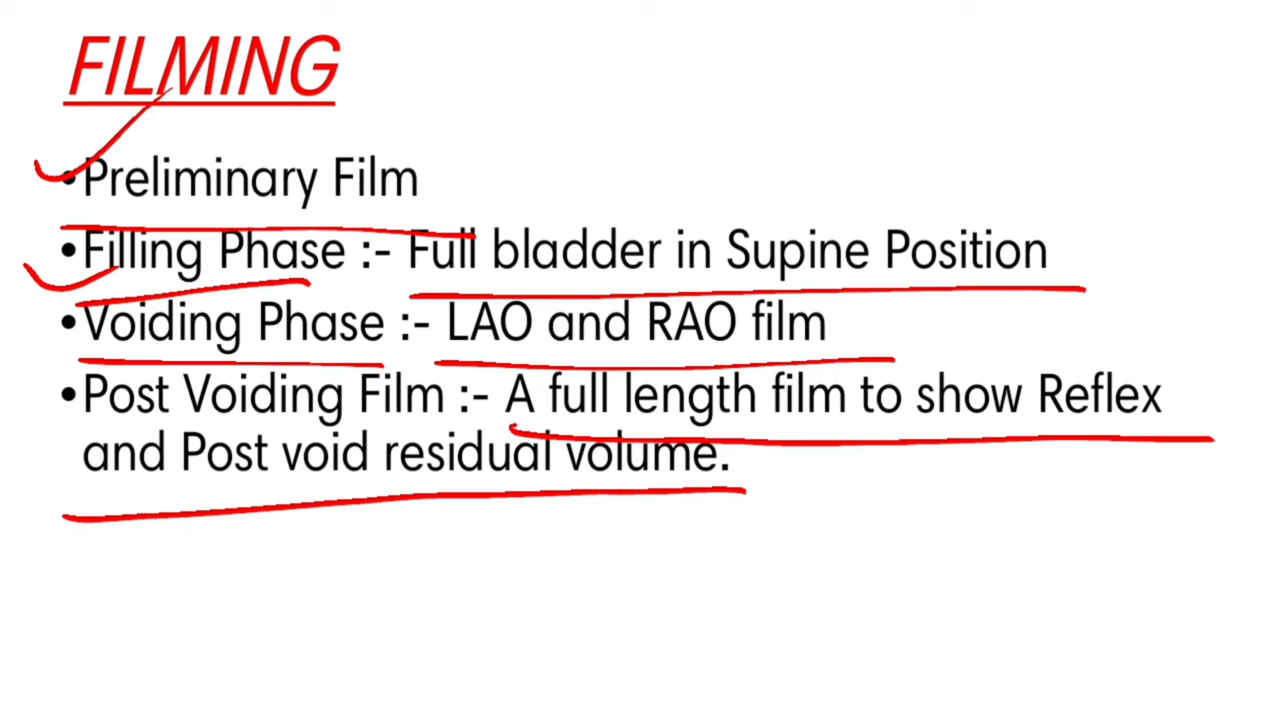 FILMING
•Preliminary Film
•Filling Phase :- Full bladder in Supine Position
•Voiding Phase :- LAO and RAO film
•Post Voiding Film :- A full length film to show Reflex
and Post void residual volume.